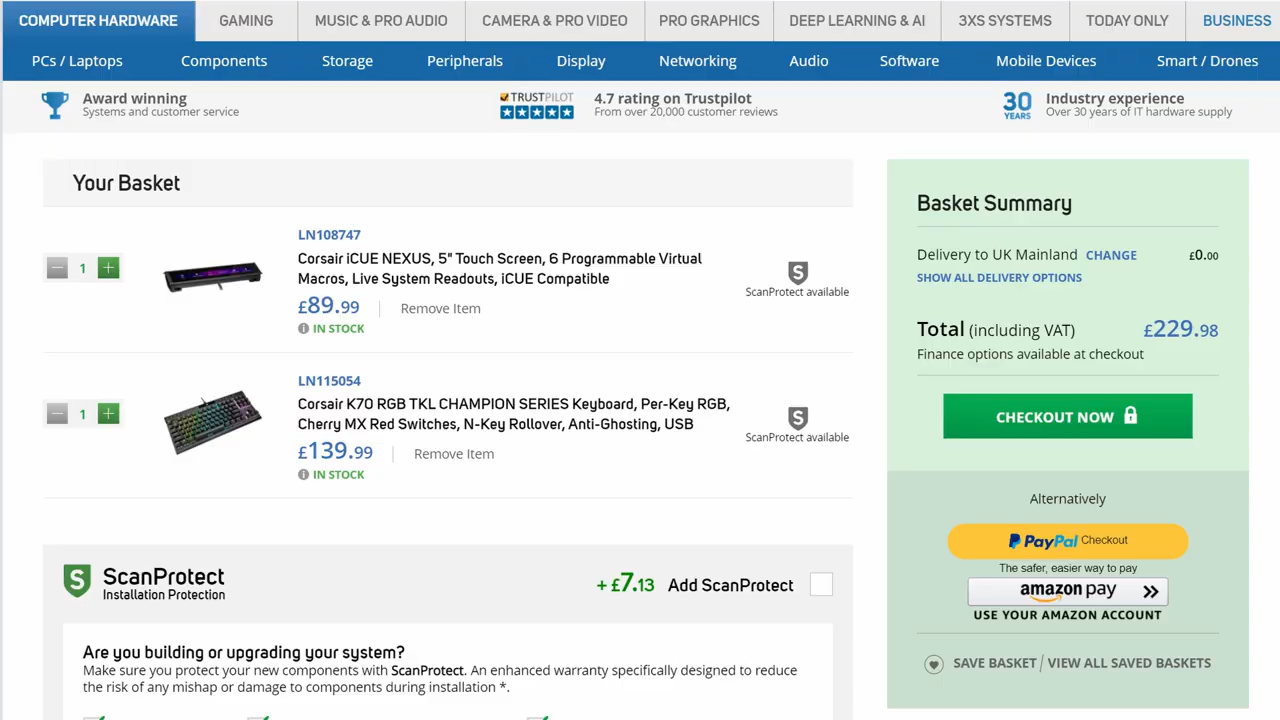 COMPUTER HARDWARE
GAMING
MUSIC & PRO AUDIO
CAMERA & PRO VIDEO
PRO GRAPHICS
DEEP LEARNING & AI
3XS SYSTEMS
TODAY ONLY
BUSINESS
PCs / Laptops
Components
Storage
Peripherals
Display
Networking
Audio
Software
Mobile Devices
Smart / Drones
Award winning
Systems and customer service
TRUSTPILOT
4.7 rating on Trustpilot
From over 20,000 customer reviews
30
YEARS
Industry experience
Over 30 years of IT hardware supply
Your Basket
1
LN108747
Corsair iCUE NEXUS, 5" Touch Screen, 6 Programmable Virtual
Macros, Live System Readouts, iCUE Compatible
£89.99
Remove Item
IN STOCK
S
ScanProtect available
1
LN115054
Corsair K70 RGB TKL CHAMPION SERIES Keyboard, Per-Key RGB,
Cherry MX Red Switches, N-Key Rollover, Anti-Ghosting, USB
£139.99
Remove Item
IN STOCK
S
ScanProtect available
S
ScanProtect
Installation Protection
+ £7.13 Add ScanProtect
Are you building or upgrading your system?
Make sure you protect your new components with ScanProtect. An enhanced warranty specifically designed to reduce
the risk of any mishap or damage to components during installation *.
Basket Summary
Delivery to UK Mainland CHANGE £0.00
SHOW ALL DELIVERY OPTIONS
Total (including VAT) £229.98
Finance options available at checkout
CHECKOUT NOW
Alternatively
PayPal Checkout
The safer, easier way to pay
amazon pay
USE YOUR AMAZON ACCOUNT
SAVE BASKET / VIEW ALL SAVED BASKETS